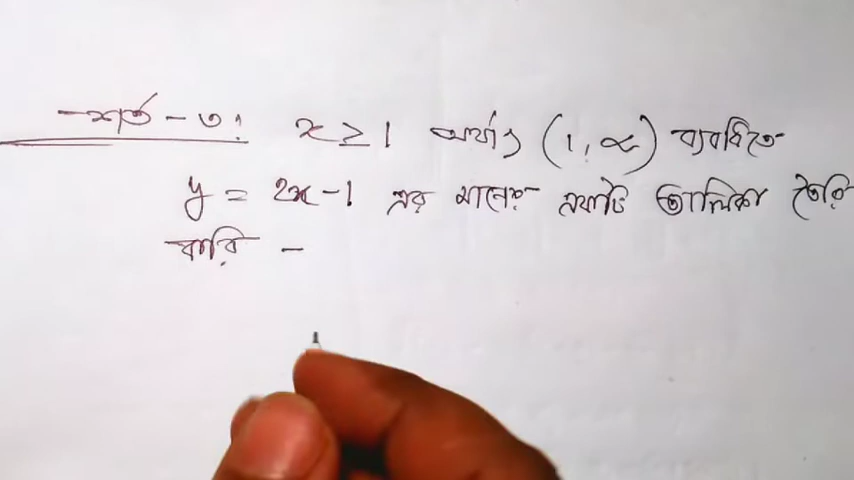 শর্ত - ৩: x ≥ 1 অর্থাৎ (1, ∝) ব্যবধিতে
y = 2x - 1 এর মানের একটি তালিকা তৈরি
করি -